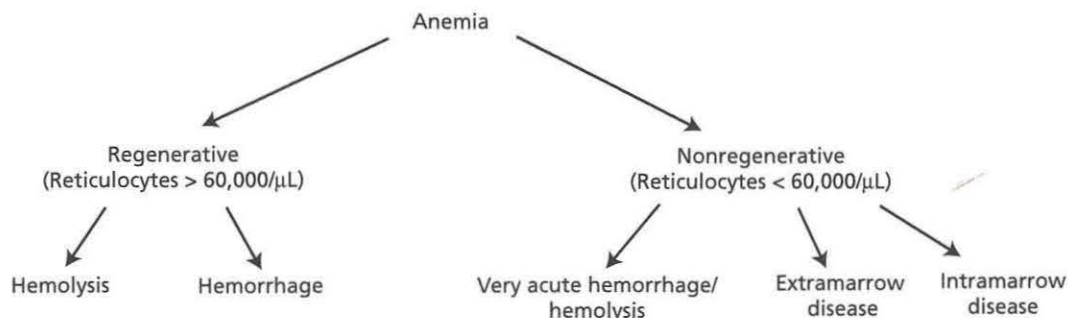 Anemia
Regenerative
(Reticulocytes > 60,000/μL)
Nonregenerative
(Reticulocytes < 60,000/μL)
Hemolysis
Hemorrhage
Very acute hemorrhage/
hemolysis
Extramarrow
disease
Intramarrow
disease